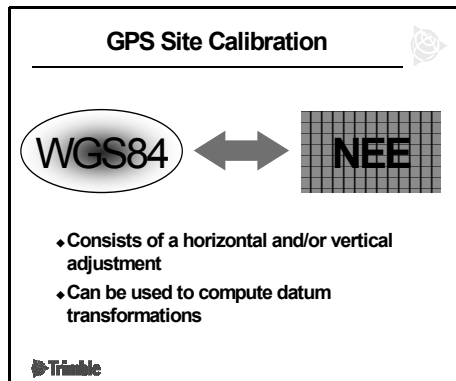 GPS Site Calibration
WGS84
NEE
◆Consists of a horizontal and/or vertical
adjustment
◆Can be used to compute datum
transformations
Trimble